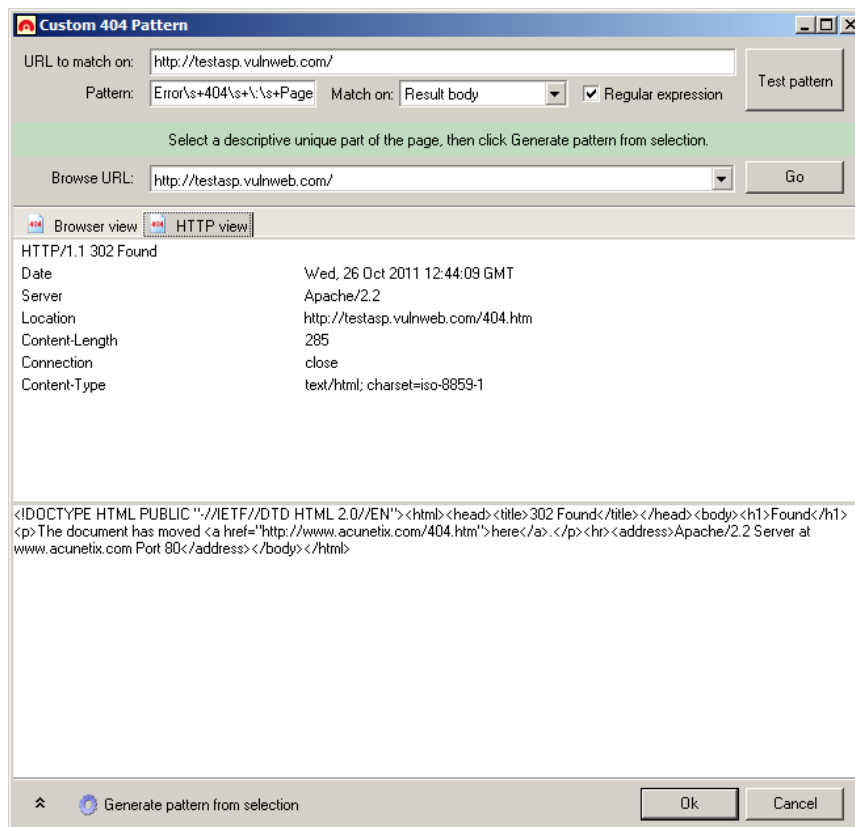 Custom 404 Pattern
URL to match on: http://testasp.vulnweb.com/
Pattern: Error\s+404\s+\:\s+Page Match on: Result body Regular expression
Test pattern
Select a descriptive unique part of the page, then click Generate pattern from selection.
Browse URL: http://testasp.vulnweb.com/ Go
404 Browser view 404 HTTP view
HTTP/1.1 302 Found
Date Wed, 26 Oct 2011 12:44:09 GMT
Server Apache/2.2
Location http://testasp.vulnweb.com/404.htm
Content-Length 285
Connection close
Content-Type text/html; charset=iso-8859-1
<!DOCTYPE HTML PUBLIC "-//IETF//DTD HTML 2.0//EN"><html><head><title>302 Found</title></head><body><h1>Found</h1>
<p>The document has moved <a href="http://www.acunetix.com/404.htm">here</a>.</p><hr><address>Apache/2.2 Server at
www.acunetix.com Port 80</address></body></html>
Generate pattern from selection Ok Cancel